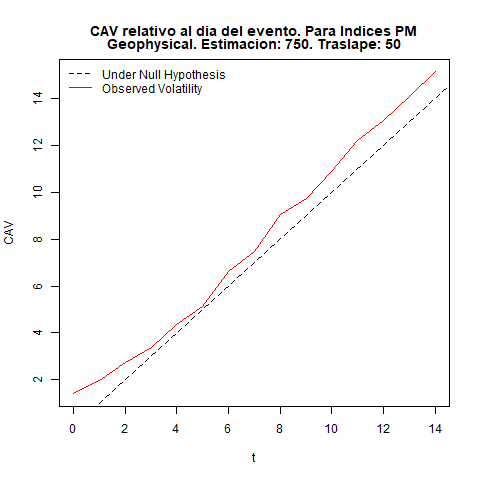 CAV relativo al dia del evento. Para Indices PM
Geophysical. Estimacion: 750. Traslape: 50
Under Null Hypothesis
Observed Volatility
14
12
10
8
6
4
2
CAV
0 2 4 6 8 10 12 14
t